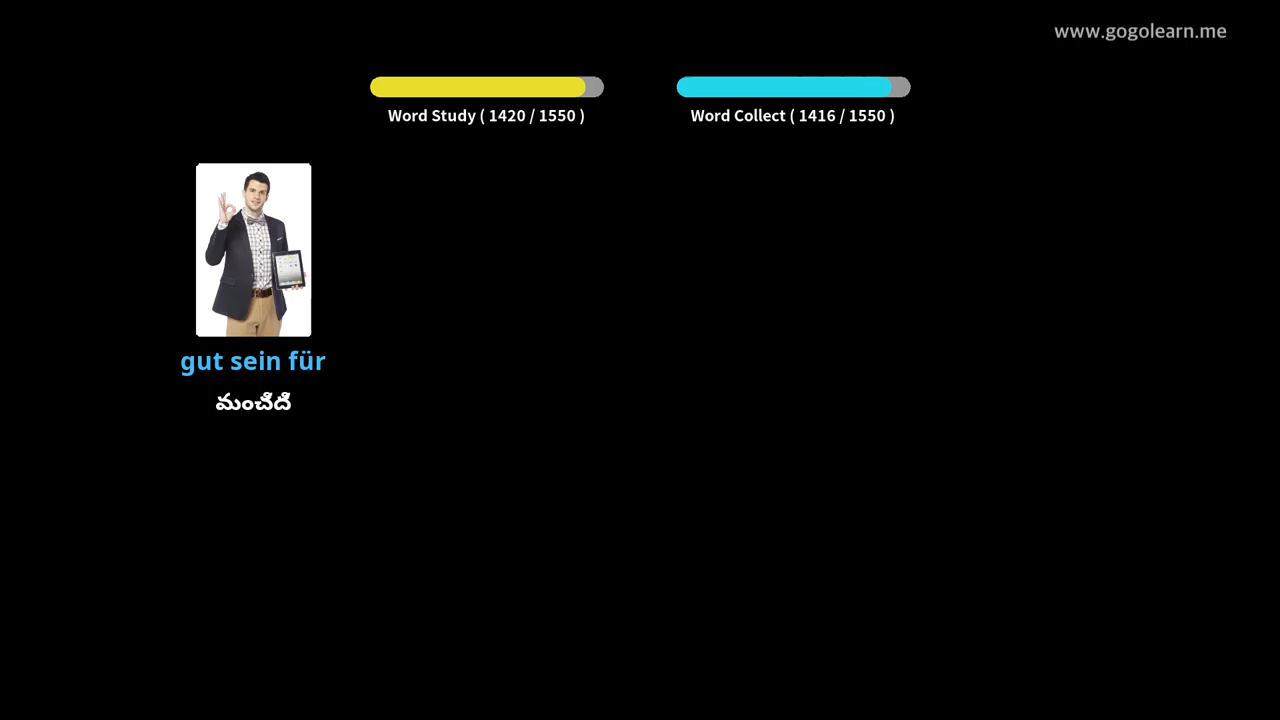 www.gogolearn.me
Word Study ( 1420 / 1550 )
Word Collect ( 1416 / 1550 )
gut sein für
మంచిది